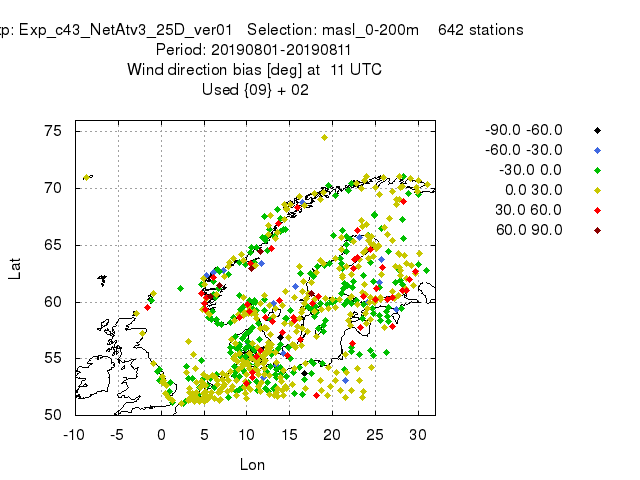 xp: Exp_c43_NetAtv3_25D_ver01 Selection: masl_0-200m 642 stations
Period: 20190801-20190811
Wind direction bias [deg] at 11 UTC
Used {09} + 02
-90.0 -60.0
-60.0 -30.0
-30.0 0.0
0.0 30.0
30.0 60.0
60.0 90.0
75
70
65
60
55
50
Lat
-10 -5 0 5 10 15 20 25 30
Lon